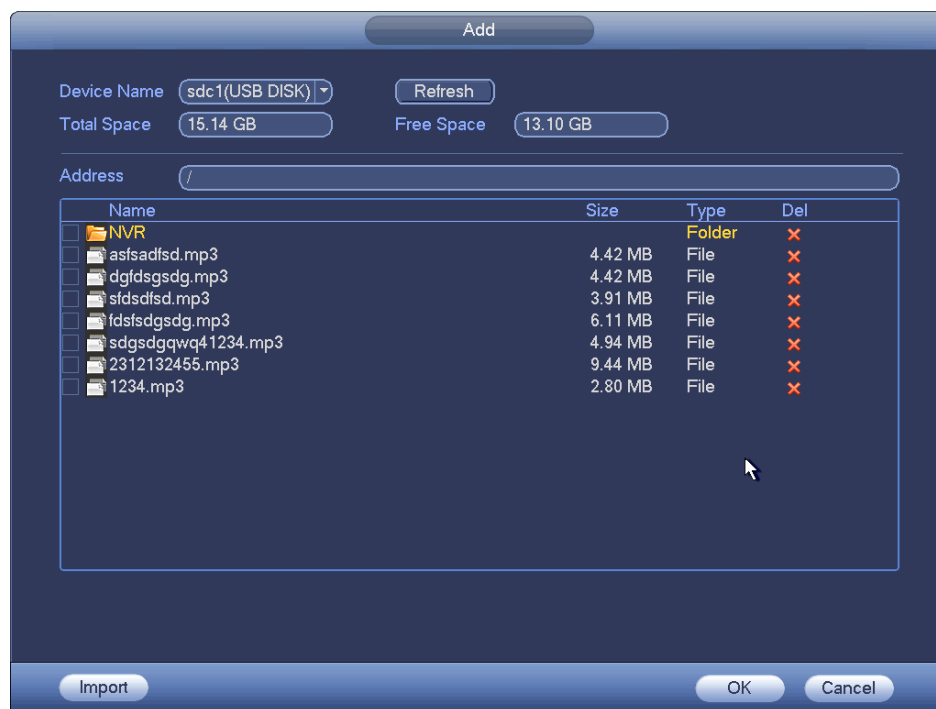 Add
Device Name sdc1(USB DISK) Refresh
Total Space 15.14 GB Free Space 13.10 GB
Address /
Name Size Type Del
NVR Folder
asfsadfsd.mp3 4.42 MB File
dgfdsgsdg.mp3 4.42 MB File
sfdsdfsd.mp3 3.91 MB File
fdsfsdgsdg.mp3 6.11 MB File
sdgsdgqwq41234.mp3 4.94 MB File
2312132455.mp3 9.44 MB File
1234.mp3 2.80 MB File
Import OK Cancel